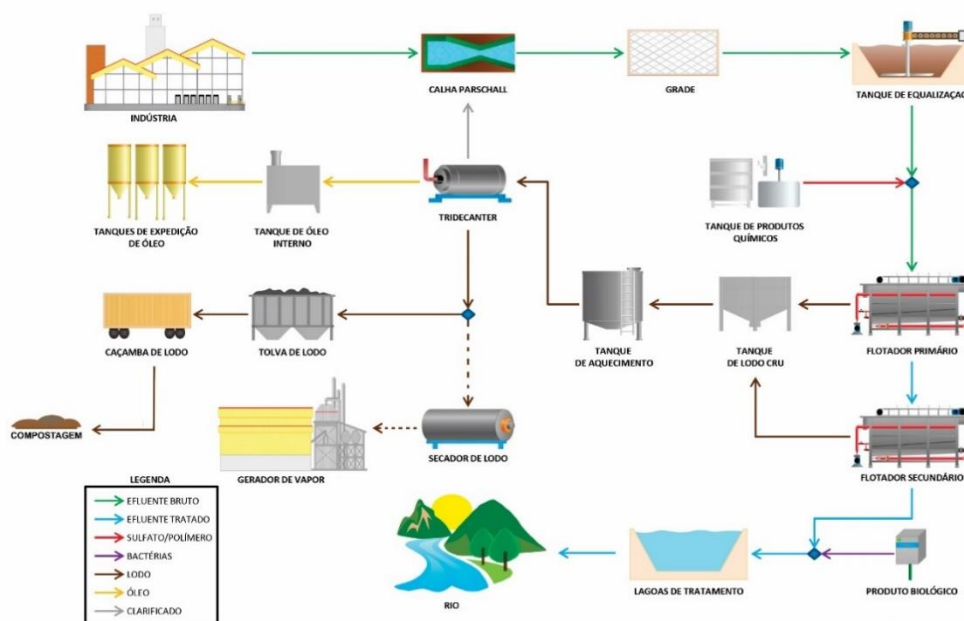 INDÚSTRIA
CALHA PARSCHALL
GRADE
TANQUE DE EQUALIZAÇAO
TANQUES DE EXPEDIÇÃO
DE ÓLEO
TANQUE DE ÓLEO
INTERNO
TRIDECANTER
TANQUE DE PRODUTOS
QUÍMICOS
CAÇAMBA DE LODO
TOLVA DE LODO
TANQUE
DE AQUECIMENTO
TANQUE
DE LODO CRU
FLOTADOR PRIMÁRIO
COMPOSTAGEM
GERADOR DE VAPOR
SECADOR DE LODO
FLOTADOR SECUNDÁRIO
LEGENDA
EFLUENTE BRUTO
EFLUENTE TRATADO
SULFATO/POLÍMERO
BACTÉRIAS
LODO
ÓLEO
CLARIFICADO
RIO
LAGOAS DE TRATAMENTO
PRODUTO BIOLÓGICO